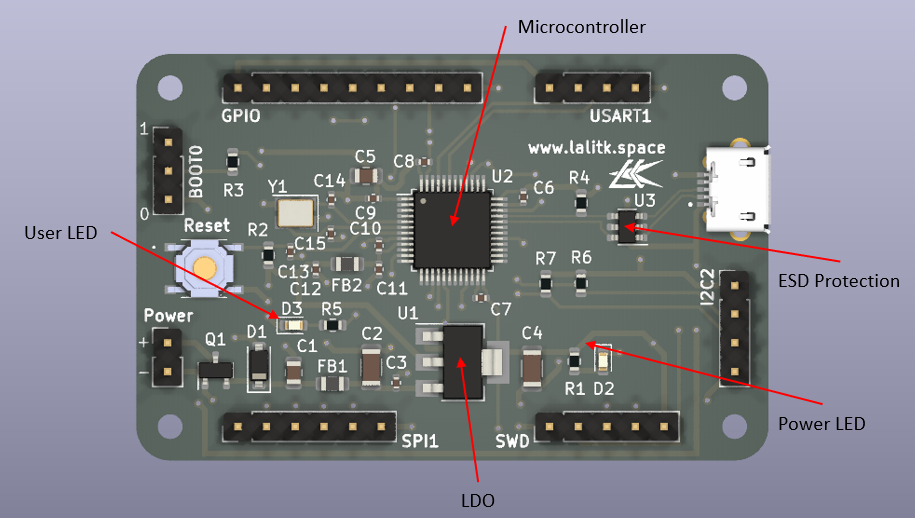 Microcontroller
GPIO
USART1
1
BOOT0
0
www.lalitk.space
R3
C5
C8
U2
C6
R4
U3
Y1
C14
C9
C10
Reset
R2
C15
C13
C12
FB2
C11
R7
R6
I2C2
User LED
ESD Protection
D3
R5
U1
C7
Power
+
-
Q1
D1
C1
FB1
C2
C3
C4
R1
D2
SPI1
SWD
Power LED
LDO